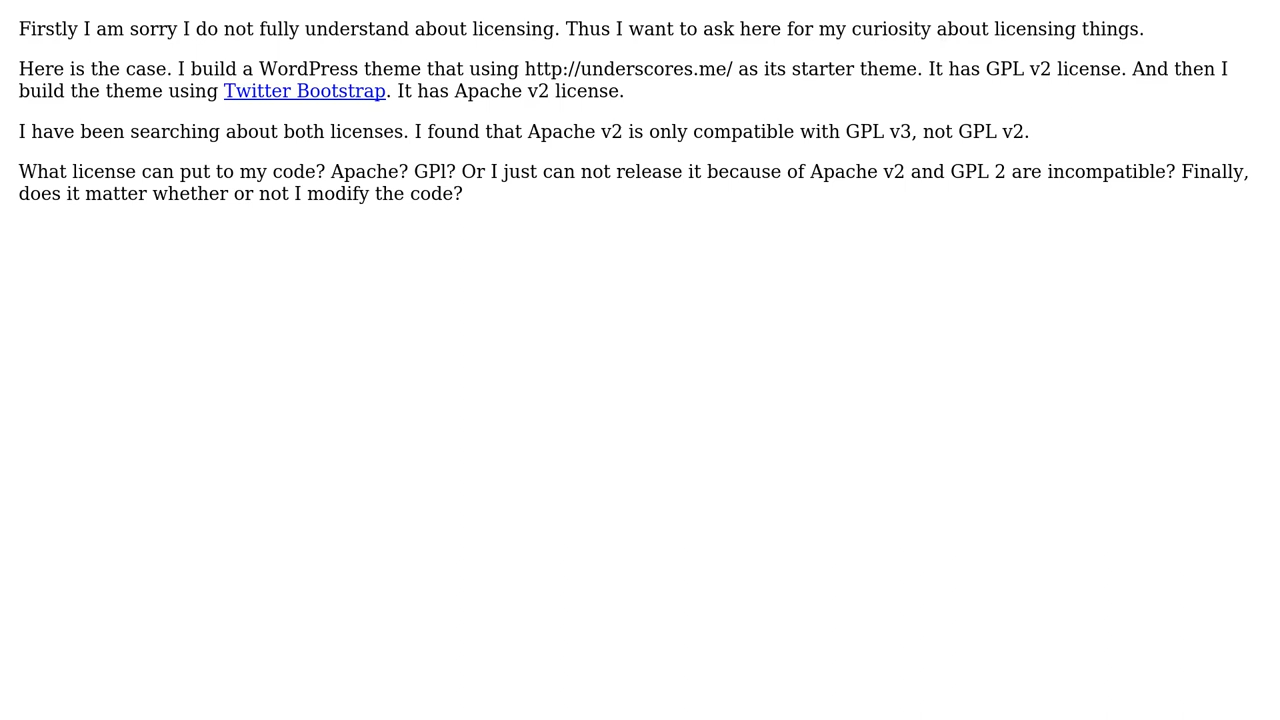 Firstly I am sorry I do not fully understand about licensing. Thus I want to ask here for my curiosity about licensing things.
Here is the case. I build a WordPress theme that using http://underscores.me/ as its starter theme. It has GPL v2 license. And then I
build the theme using Twitter Bootstrap. It has Apache v2 license.
I have been searching about both licenses. I found that Apache v2 is only compatible with GPL v3, not GPL v2.
What license can put to my code? Apache? GPl? Or I just can not release it because of Apache v2 and GPL 2 are incompatible? Finally,
does it matter whether or not I modify the code?